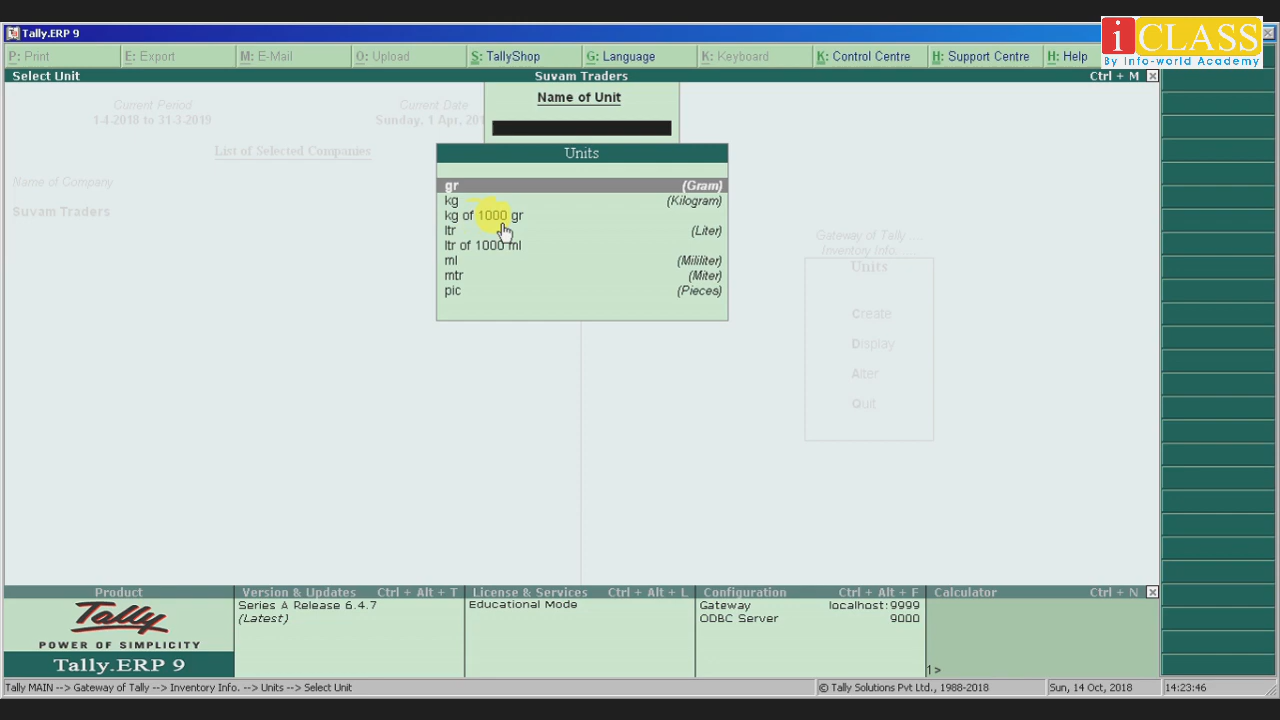 Tally.ERP 9
iCLASS
By Info-world Academy
P: Print
E: Export
M: E-Mail
O: Upload
S: TallyShop
G: Language
K: Keyboard
K: Control Centre
H: Support Centre
H: Help
Select Unit
Suvam Traders
Ctrl + M
Current Period
1-4-2018 to 31-3-2019
Current Date
Sunday, 1 Apr, 201
List of Selected Companies
Name of Company
Suvam Traders
Name of Unit
Units
gr (Gram)
kg (Kilogram)
kg of 1000 gr
ltr (Liter)
ltr of 1000 ml
ml (Mililiter)
mtr (Miter)
pic (Pieces)
Gateway of Tally ....
Inventory Info. ....
Units
Create
Display
Alter
Quit
Product
Tally
POWER OF SIMPLICITY
Tally.ERP 9
Version & Updates Ctrl + Alt + T
Series A Release 6.4.7
(Latest)
License & Services Ctrl + Alt + L
Educational Mode
Configuration Ctrl + Alt + F
Gateway localhost:9999
ODBC Server 9000
Calculator Ctrl + N
1>
Tally MAIN --> Gateway of Tally --> Inventory Info. --> Units --> Select Unit
© Tally Solutions Pvt Ltd., 1988-2018
Sun, 14 Oct, 2018
14:23:46